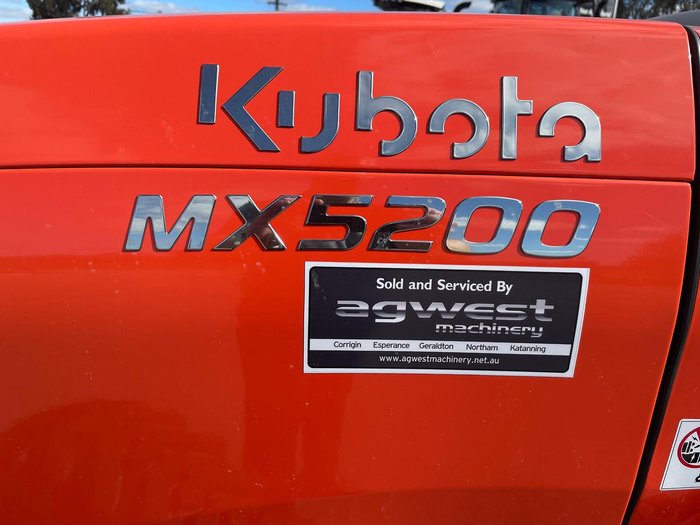 Kubota
MX5200
Sold and Serviced By
agwest
machinery
Corrigin Esperance Geraldton Northam Katanning
www.agwestmachinery.net.au